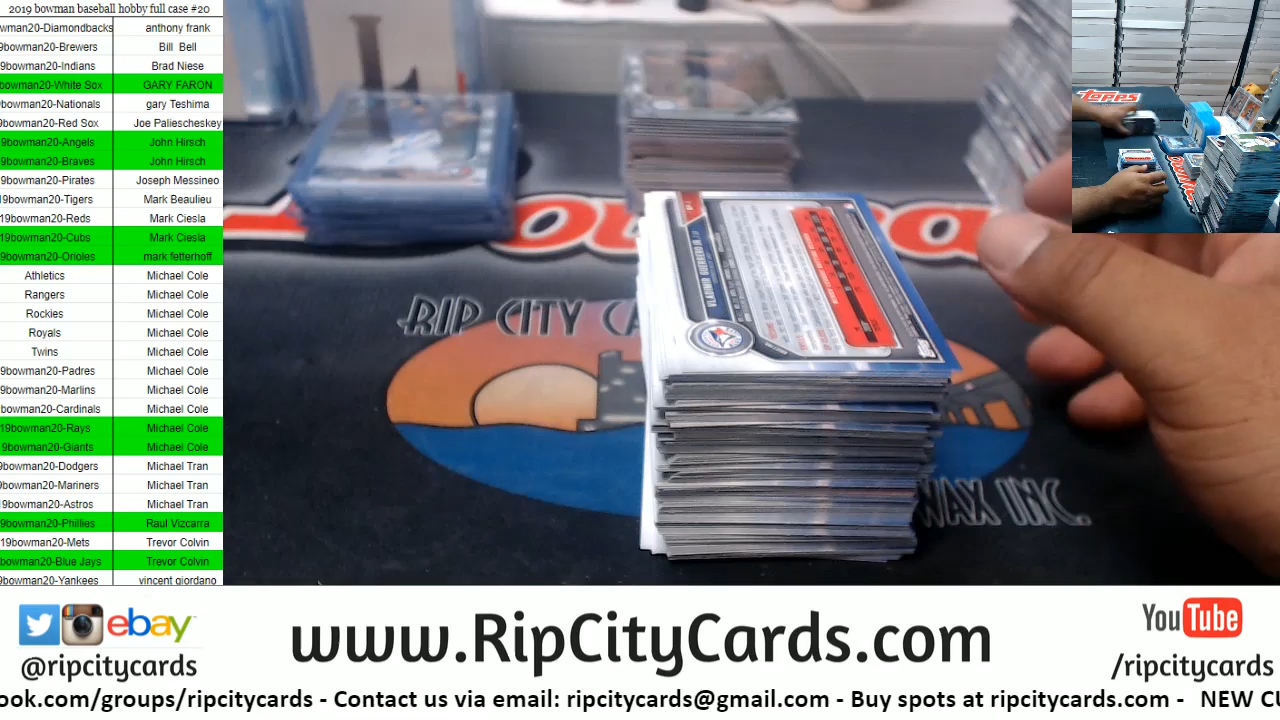 2019 bowman baseball hobby full case #20
wman20-Diamondbacks anthony frank
9bowman20-Brewers Bill Bell
9bowman20-Indians Brad Niese
bowman20-White Sox GARY FARON
9bowman20-Nationals gary Teshima
9bowman20-Red Sox Joe Paliescheskey
9bowman20-Angels John Hirsch
9bowman20-Braves John Hirsch
9bowman20-Pirates Joseph Messineo
19bowman20-Tigers Mark Beaulieu
19bowman20-Reds Mark Ciesla
19bowman20-Cubs Mark Ciesla
9bowman20-Orioles mark fetterhoff
Athletics Michael Cole
Rangers Michael Cole
Rockies Michael Cole
Royals Michael Cole
Twins Michael Cole
9bowman20-Padres Michael Cole
9bowman20-Marlins Michael Cole
bowman20-Cardinals Michael Cole
19bowman20-Rays Michael Cole
9bowman20-Giants Michael Cole
9bowman20-Dodgers Michael Tran
9bowman20-Mariners Michael Tran
19bowman20-Astros Michael Tran
9bowman20-Phillies Raul Vizcarra
19bowman20-Mets Trevor Colvin
bowman20-Blue Jays Trevor Colvin
9bowman20-Yankees vincent giordano
topps
VLADIMIR GUERRERO JR.
RIP CITY CA
WAX INC.
ebay
@ripcitycards
www.RipCityCards.com
YouTube
/ripcitycards
ook.com/groups/ripcitycards - Contact us via email: ripcitycards@gmail.com - Buy spots at ripcitycards.com - NEW CU